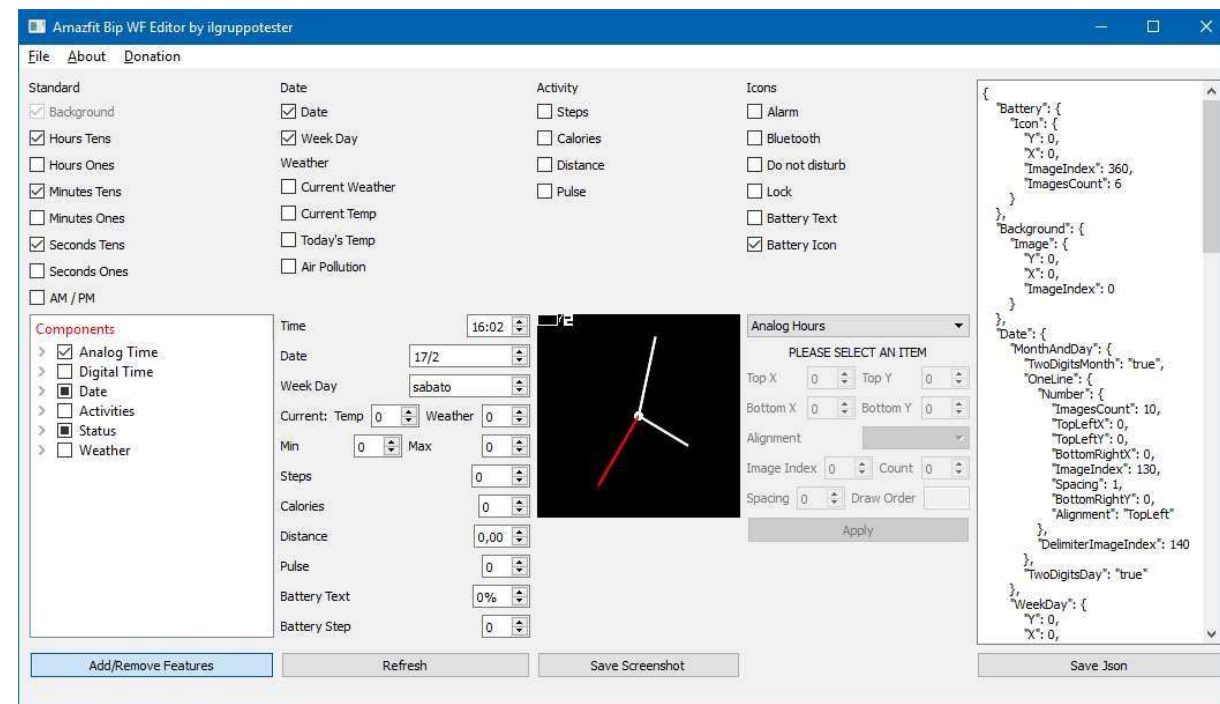 Amazfit Bip WF Editor by ilgruppotester
File About Donation
Standard
Background
Hours Tens
Hours Ones
Minutes Tens
Minutes Ones
Seconds Tens
Seconds Ones
AM / PM
Date
Date
Week Day
Weather
Current Weather
Current Temp
Today's Temp
Air Pollution
Activity
Steps
Calories
Distance
Pulse
Icons
Alarm
Bluetooth
Do not disturb
Lock
Battery Text
Battery Icon
Components
Analog Time
Digital Time
Date
Activities
Status
Weather
Time 16:02
Date 17/2
Week Day sabato
Current: Temp 0 Weather 0
Min 0 Max 0
Steps 0
Calories 0
Distance 0,00
Pulse 0
Battery Text 0%
Battery Step 0
Analog Hours
PLEASE SELECT AN ITEM
Top X 0 Top Y 0
Bottom X 0 Bottom Y 0
Alignment
Image Index 0 Count 0
Spacing 0 Draw Order
Apply
{
"Battery": {
"Icon": {
"Y": 0,
"X": 0,
"ImageIndex": 360,
"ImagesCount": 6
}
},
"Background": {
"Image": {
"Y": 0,
"X": 0,
"ImageIndex": 0
}
},
"Date": {
"MonthAndDay": {
"TwoDigitsMonth": "true",
"OneLine": {
"Number": {
"ImagesCount": 10,
"TopLeftX": 0,
"TopLeftY": 0,
"BottomRightX": 0,
"ImageIndex": 130,
"Spacing": 1,
"BottomRightY": 0,
"Alignment": "TopLeft"
},
"DelimiterImageIndex": 140
},
"TwoDigitsDay": "true"
},
"WeekDay": {
"Y": 0,
"X": 0,
Add/Remove Features
Refresh
Save Screenshot
Save Json